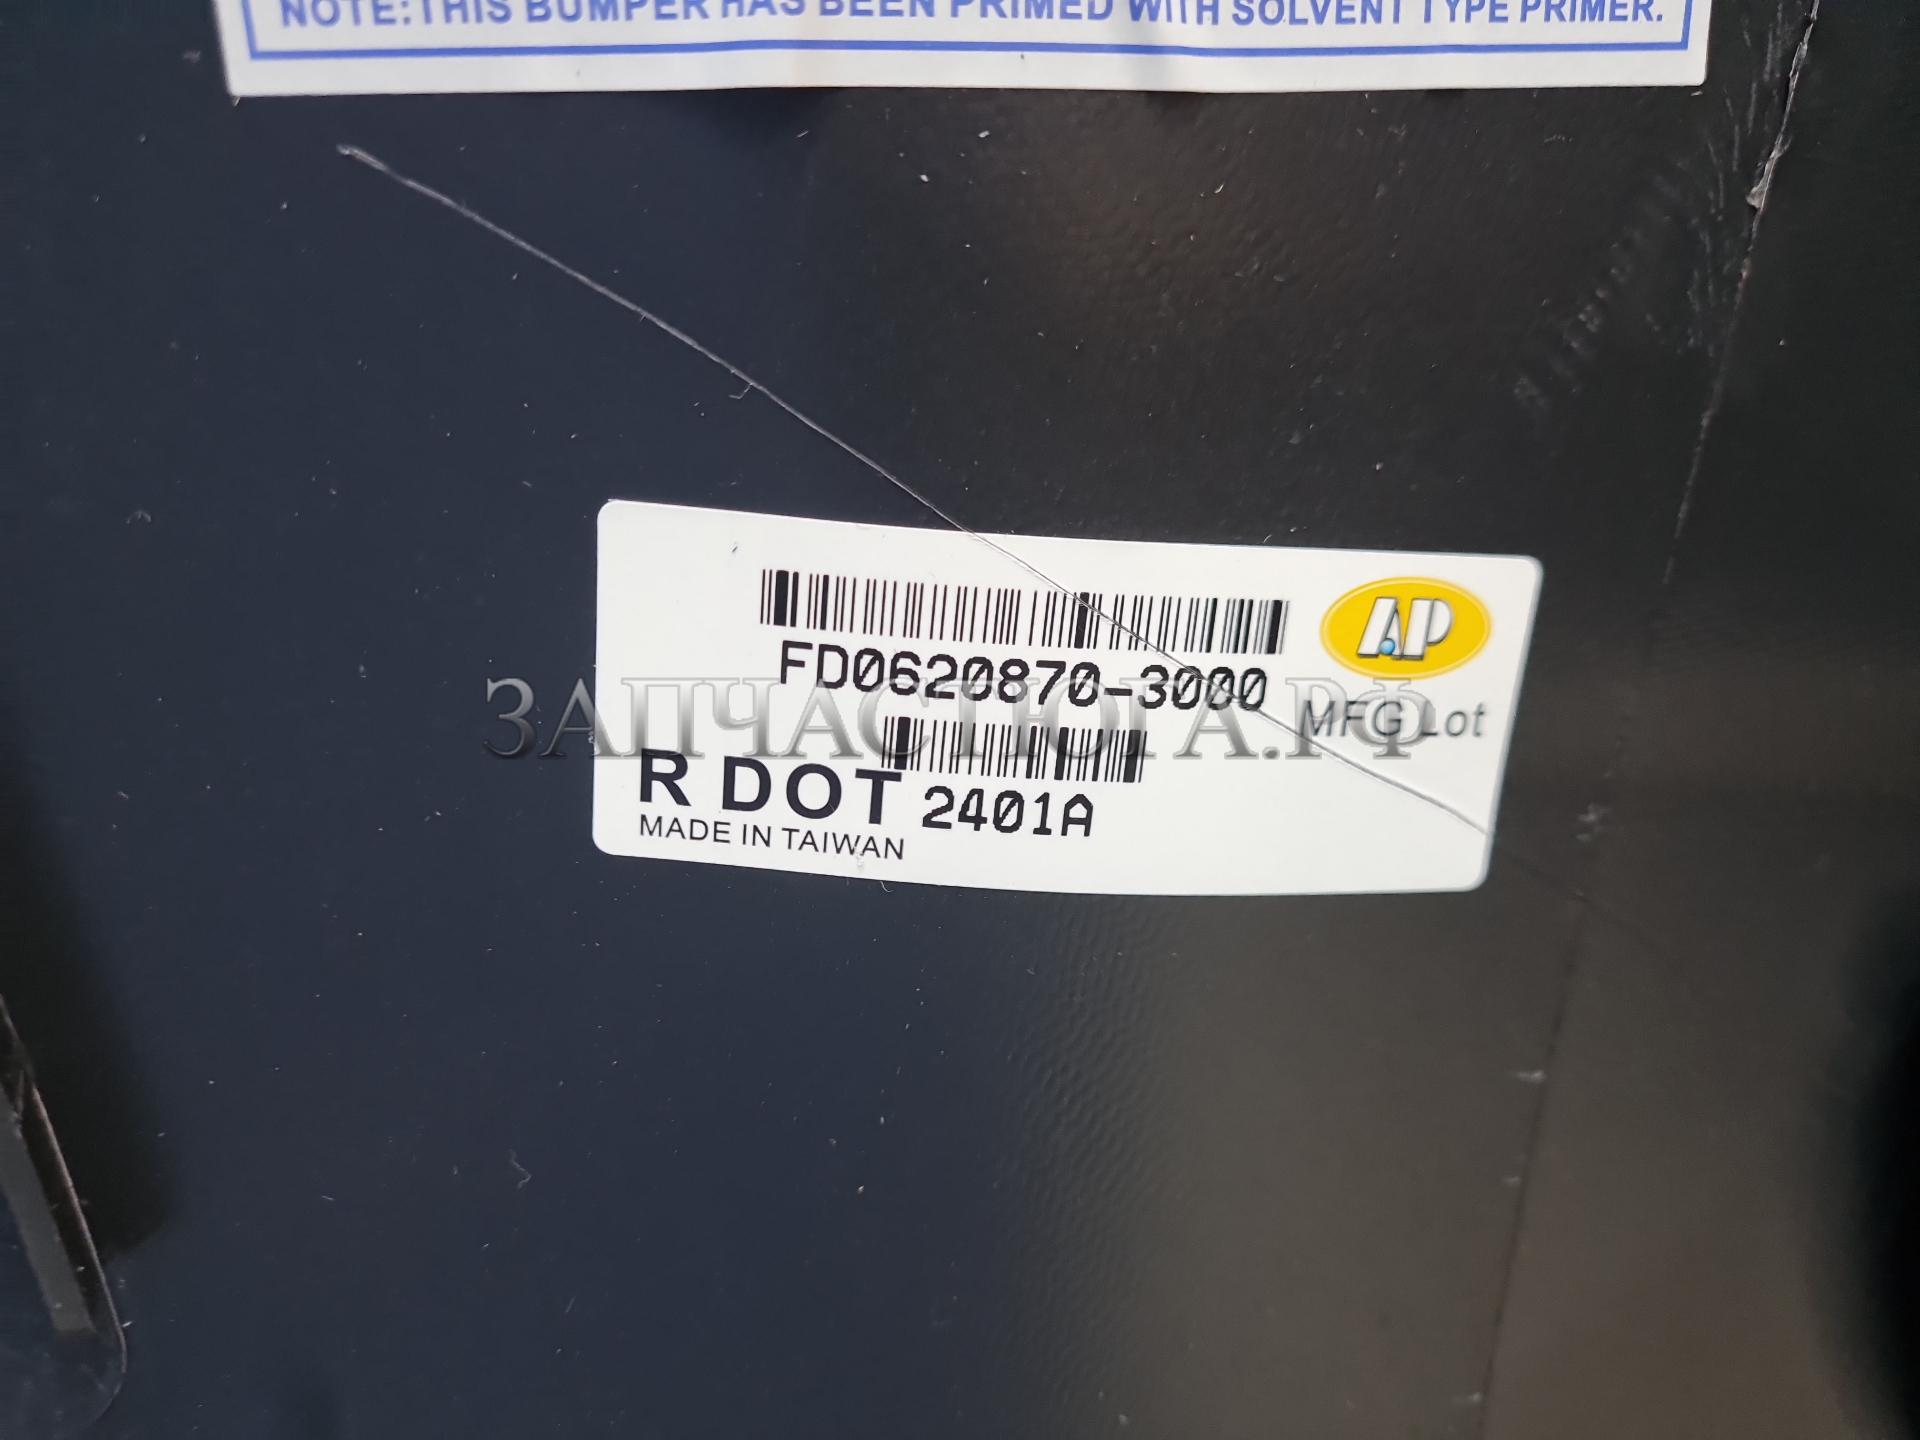 NOTE:THIS BUMPER HAS BEEN PRIMED WITH SOLVENT TYPE PRIMER.
AP
FD0620870-3000
MFG Lot
ЗАПЧАСТЮГА.РФ
R DOT 2401A
MADE IN TAIWAN